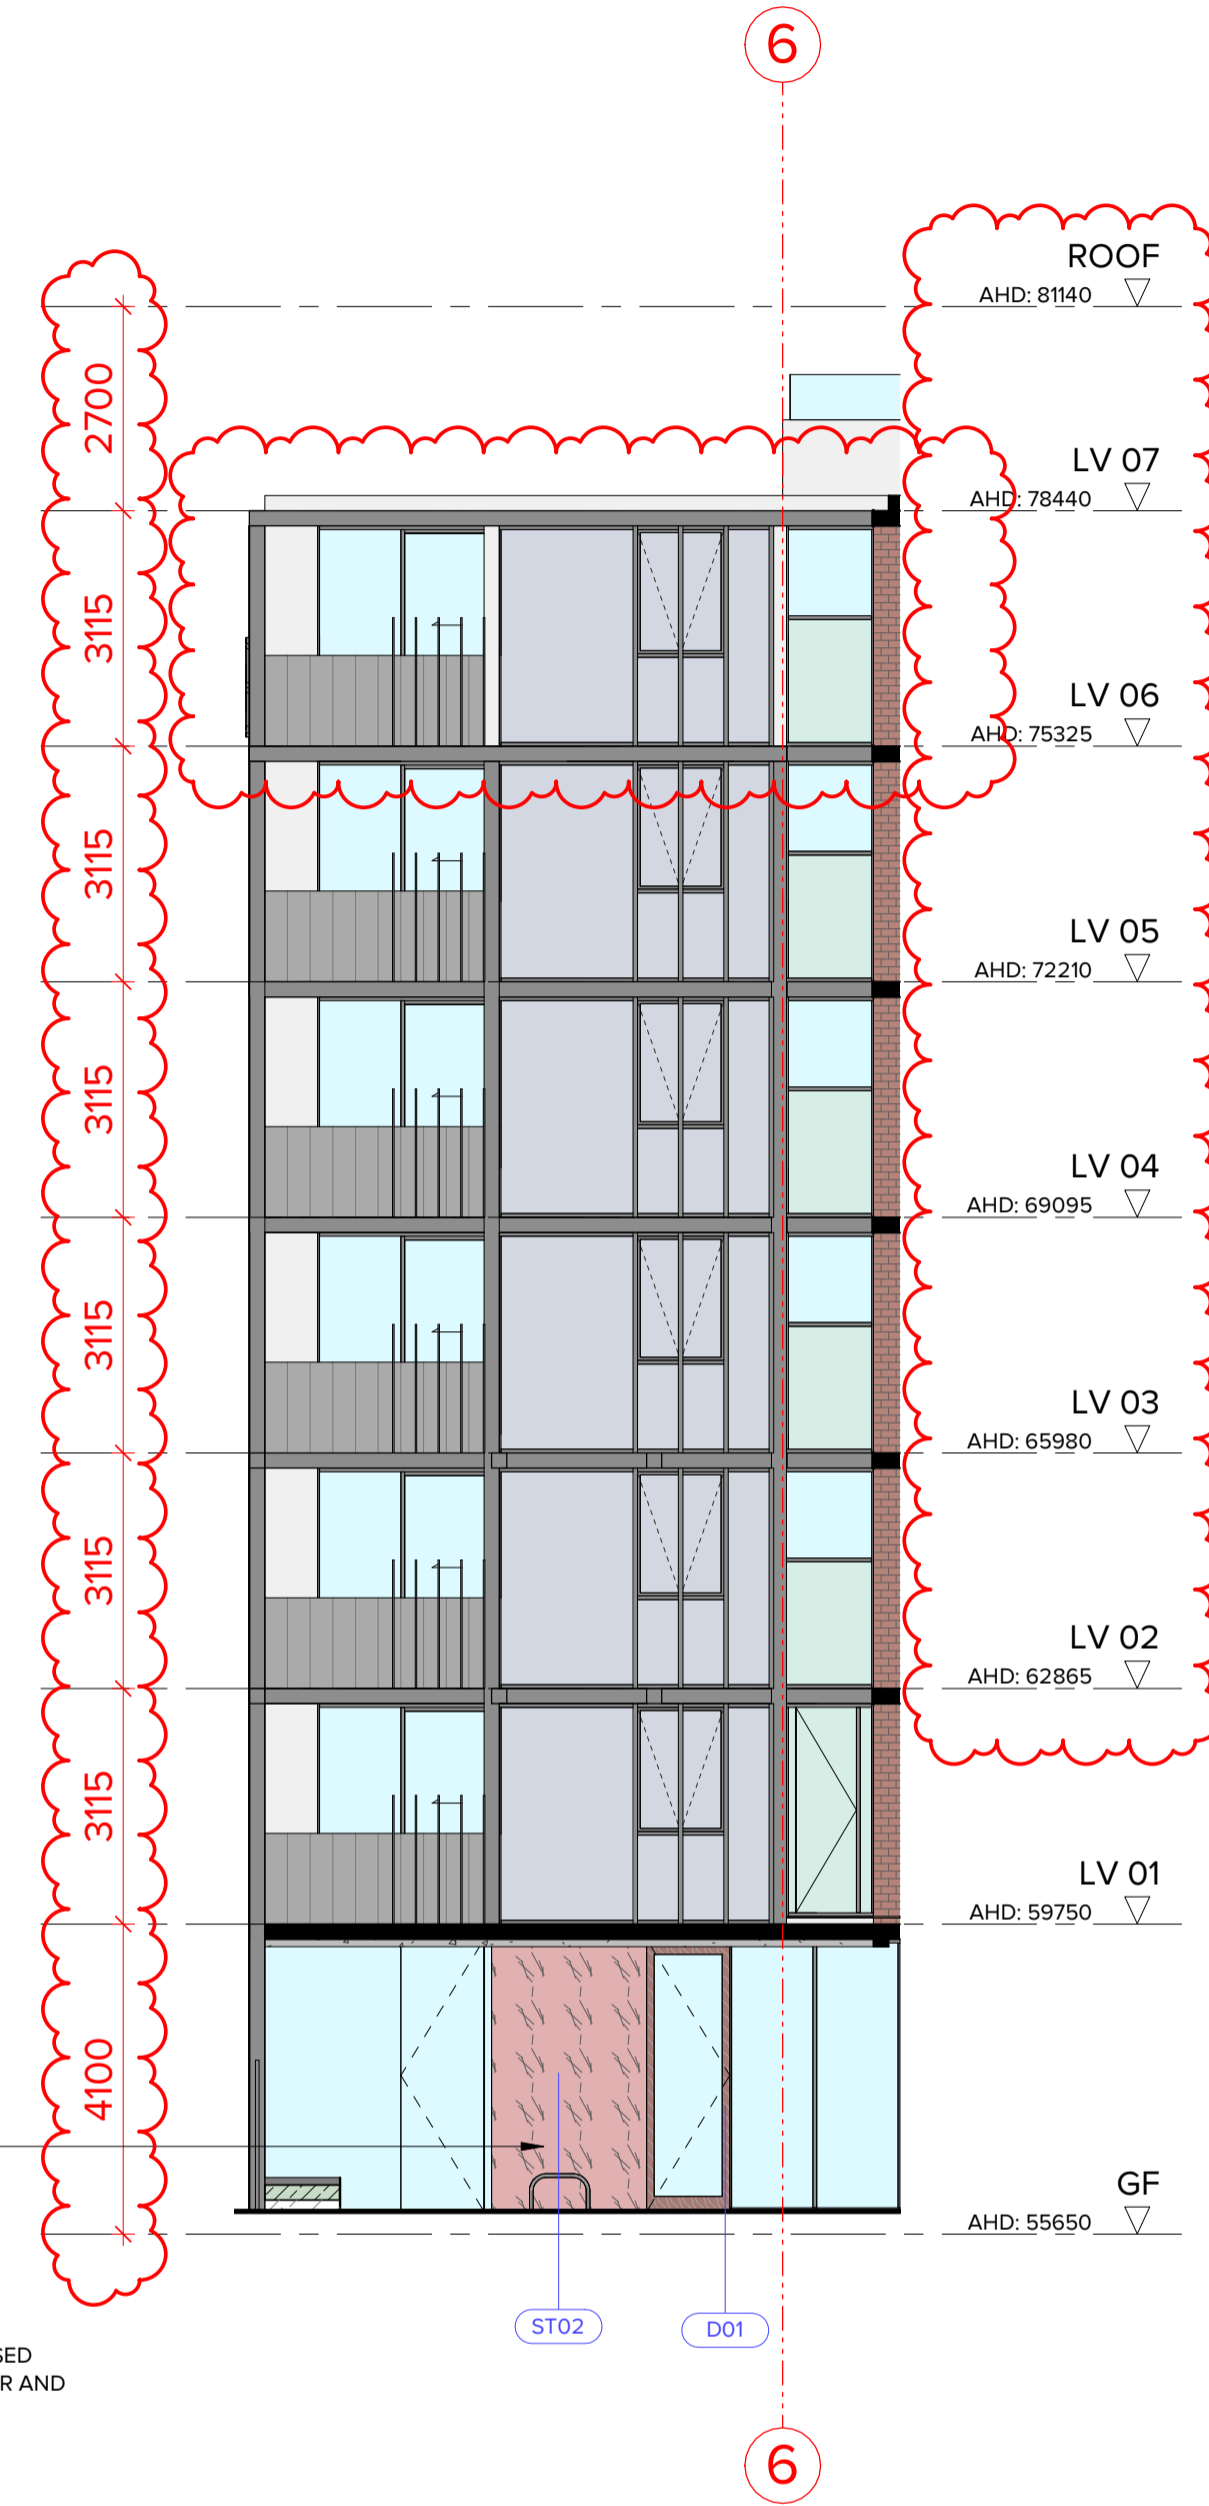 6
ROOF
AHD: 81140
2700
LV 07
AHD: 78440
3115
LV 06
AHD: 75325
3115
LV 05
AHD: 72210
3115
LV 04
AHD: 69095
3115
LV 03
AHD: 65980
3115
LV 02
AHD: 62865
3115
LV 01
AHD: 59750
4100
GF
AHD: 55650
ST02
D01
SED
R AND
6